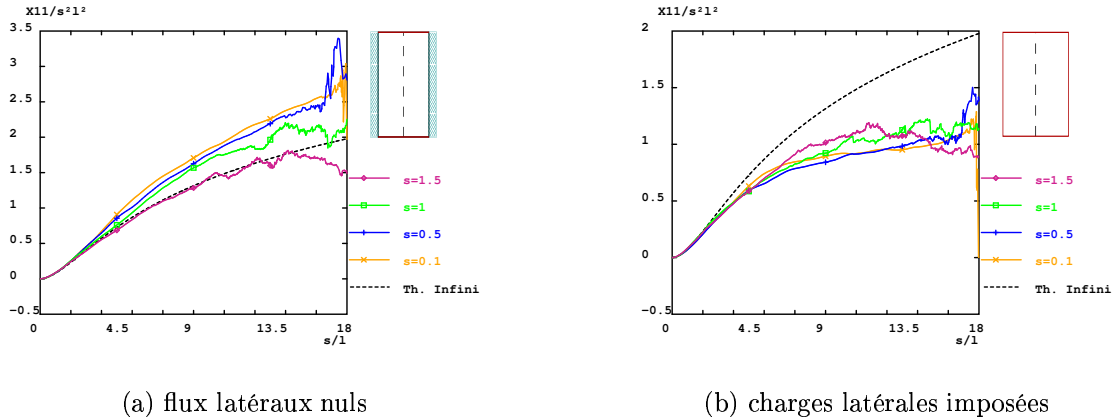 X11/s²l²
3.5
3
2.5
2
1.5
1
0.5
0
−0.5
0 4.5 9 13.5 18
s/l
s=1.5
s=1
s=0.5
s=0.1
Th. Infini
(a) flux latéraux nuls
X11/s²l²
2
1.5
1
0.5
0
−0.5
0 4.5 9 13.5 18
s/l
s=1.5
s=1
s=0.5
s=0.1
Th. Infini
(b) charges latérales imposées